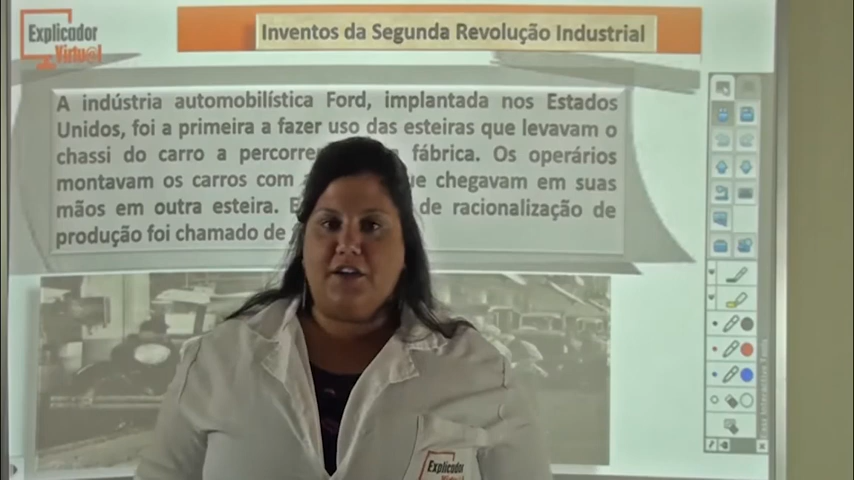 Explicador
Virtu@l
Inventos da Segunda Revolução Industrial
A indústria automobilística Ford, implantada nos Estados
Unidos, foi a primeira a fazer uso das esteiras que levavam o
chassi do carro a percorre fábrica. Os operários
montavam os carros com ue chegavam em suas
mãos em outra esteira. E de racionalização de
produção foi chamado de
Explicador